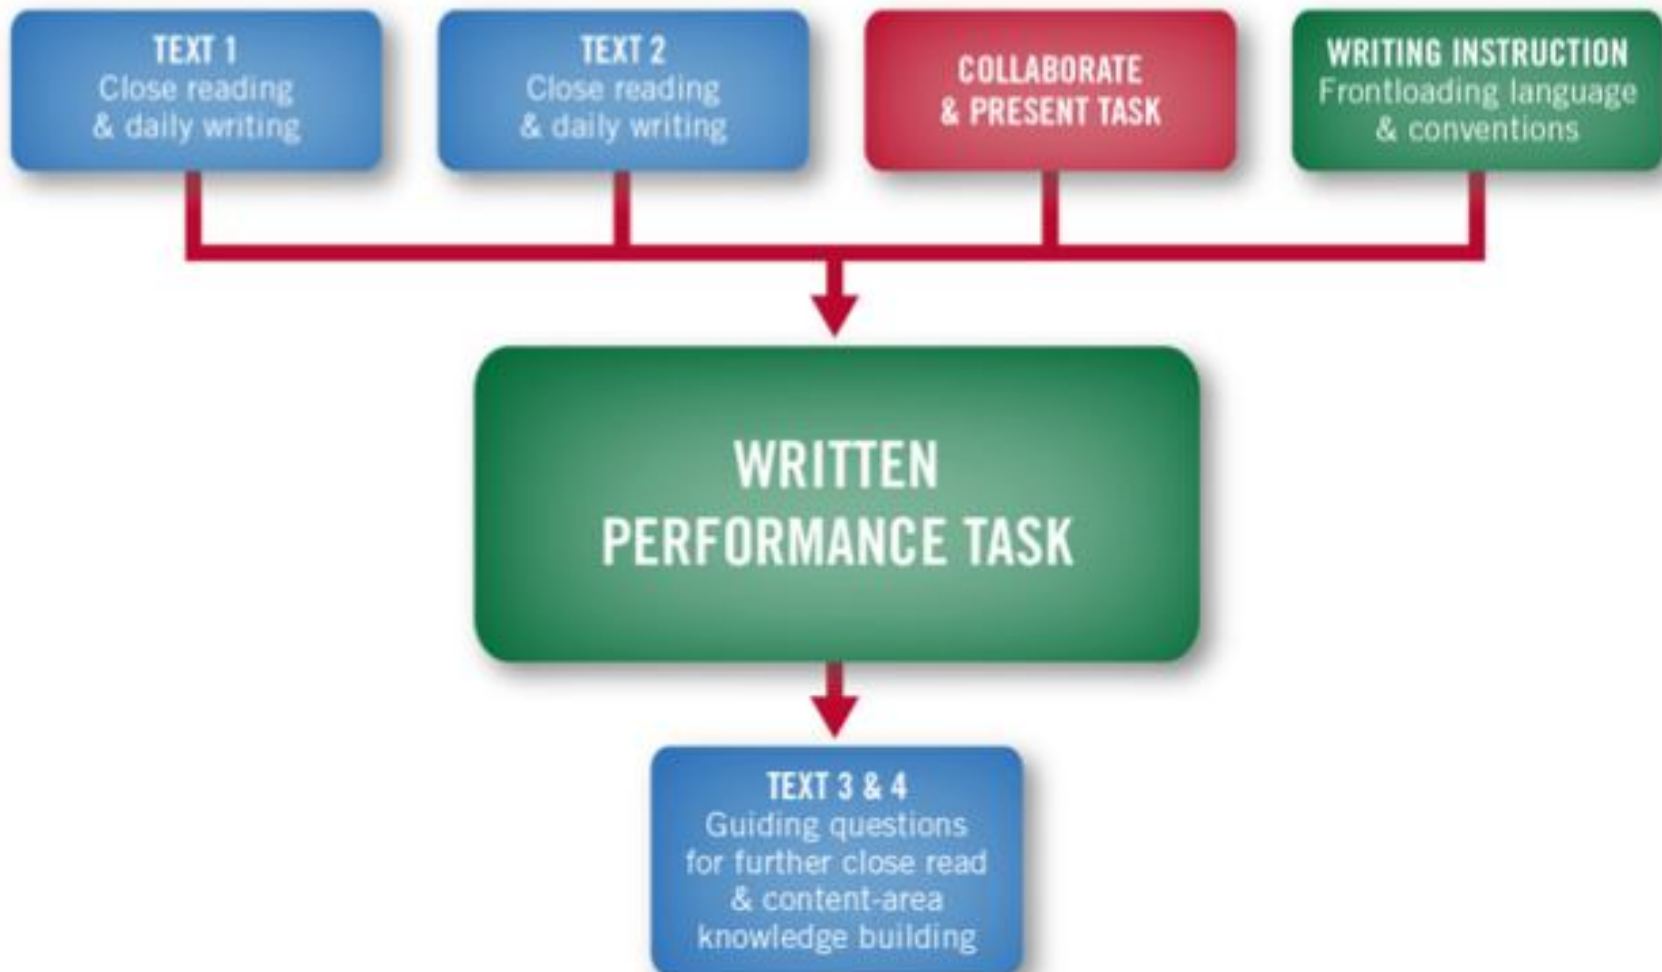 TEXT 1
Close reading
& daily writing
TEXT 2
Close reading
& daily writing
COLLABORATE
& PRESENT TASK
WRITING INSTRUCTION
Frontloading language
& conventions
WRITTEN
PERFORMANCE TASK
TEXT 3 & 4
Guiding questions
for further close read
& content-area
knowledge building